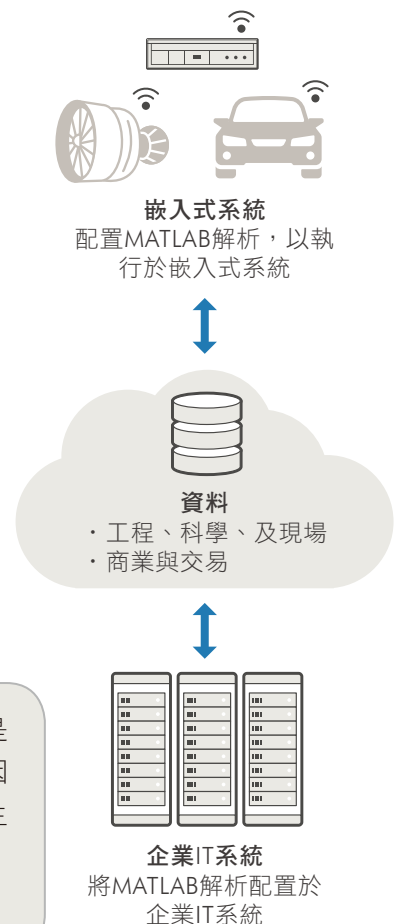 嵌入式系統
配置MATLAB解析，以執
行於嵌入式系統
資料
・工程、科學、及現場
・商業與交易
企業IT系統
將MATLAB解析配置於
企業IT系統